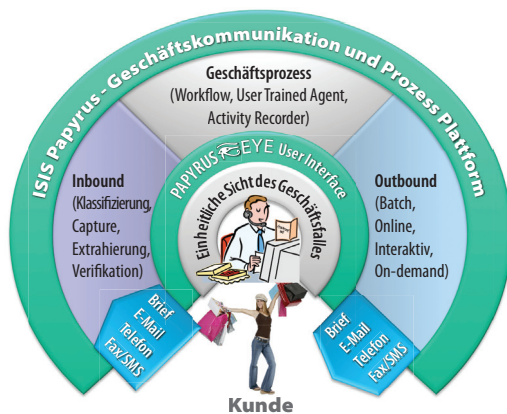 ISIS Papyrus - Geschäftskommunikation und Prozess Plattform
Geschäftsprozess
(Workflow, User Trained Agent,
Activity Recorder)
PAPYRUS EYE User Interface
Einheitliche Sicht des Geschäftsfalles
Inbound
(Klassifizierung,
Capture,
Extrahierung,
Verifikation)
Outbound
(Batch,
Online,
Interaktiv,
On-demand)
Brief
E-Mail
Telefon
Fax/SMS
Brief
E-Mail
Telefon
Fax/SMS
Kunde